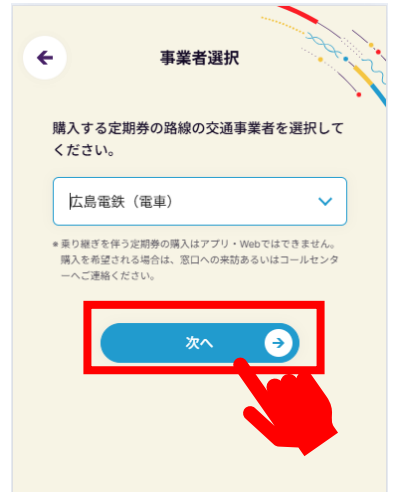 事業者選択
購入する定期券の路線の交通事業者を選択して
ください。
広島電鉄（電車）
※乗り継ぎを伴う定期券の購入はアプリ・Webではできません。
購入を希望される場合は、窓口への来訪あるいはコールセンタ
ーへご連絡ください。
次へ